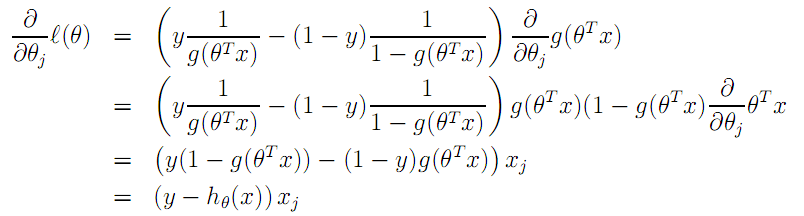 ∂/∂θ_j ℓ(θ) = ( y 1/g(θ^T x) − (1 − y) 1/(1 − g(θ^T x)) ) ∂/∂θ_j g(θ^T x)
= ( y 1/g(θ^T x) − (1 − y) 1/(1 − g(θ^T x)) ) g(θ^T x)(1 − g(θ^T x) ∂/∂θ_j θ^T x
= (y(1 − g(θ^T x)) − (1 − y)g(θ^T x)) x_j
= (y − h_θ(x)) x_j